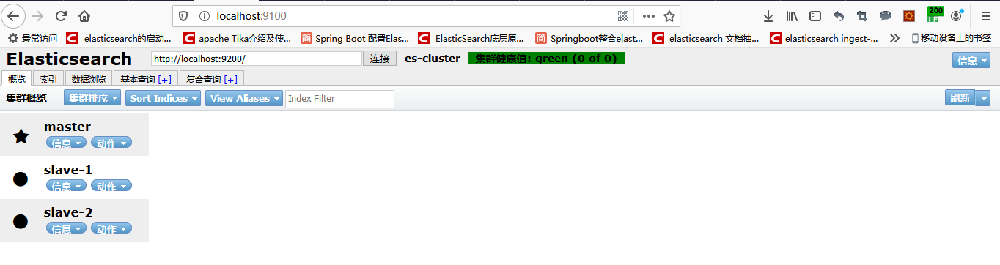 localhost:9100
200
最常访问 elasticsearch的启动... apache Tika介绍及使... Spring Boot 配置Elas... ElasticSearch底层原... Springboot整合elast... elasticsearch 文档抽... elasticsearch ingest-... 移动设备上的书签
Elasticsearch http://localhost:9200/ 连接 es-cluster 集群健康值: green (0 of 0) 信息
概览 索引 数据浏览 基本查询 [+] 复合查询 [+]
集群概览 集群排序 Sort Indices View Aliases Index Filter 刷新
master
信息 动作
slave-1
信息 动作
slave-2
信息 动作